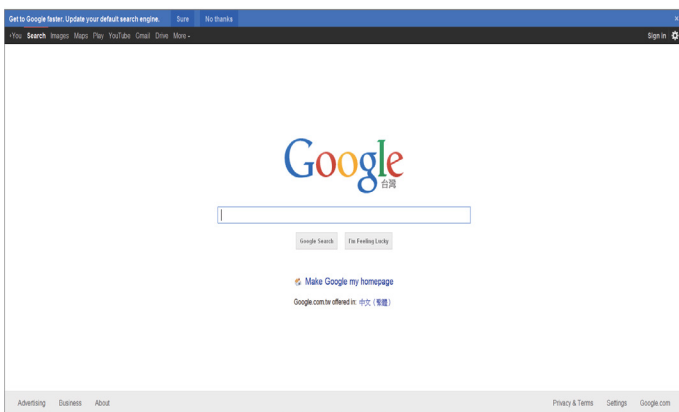 Get to Google faster. Update your default search engine. Sure No thanks x
+You Search Images Maps Play YouTube Gmail Drive More
Sign in
Google
台灣
Google Search I'm Feeling Lucky
Make Google my homepage
Google.com.tw offered in: 中文（繁體）
Advertising Business About Privacy & Terms Settings Google.com